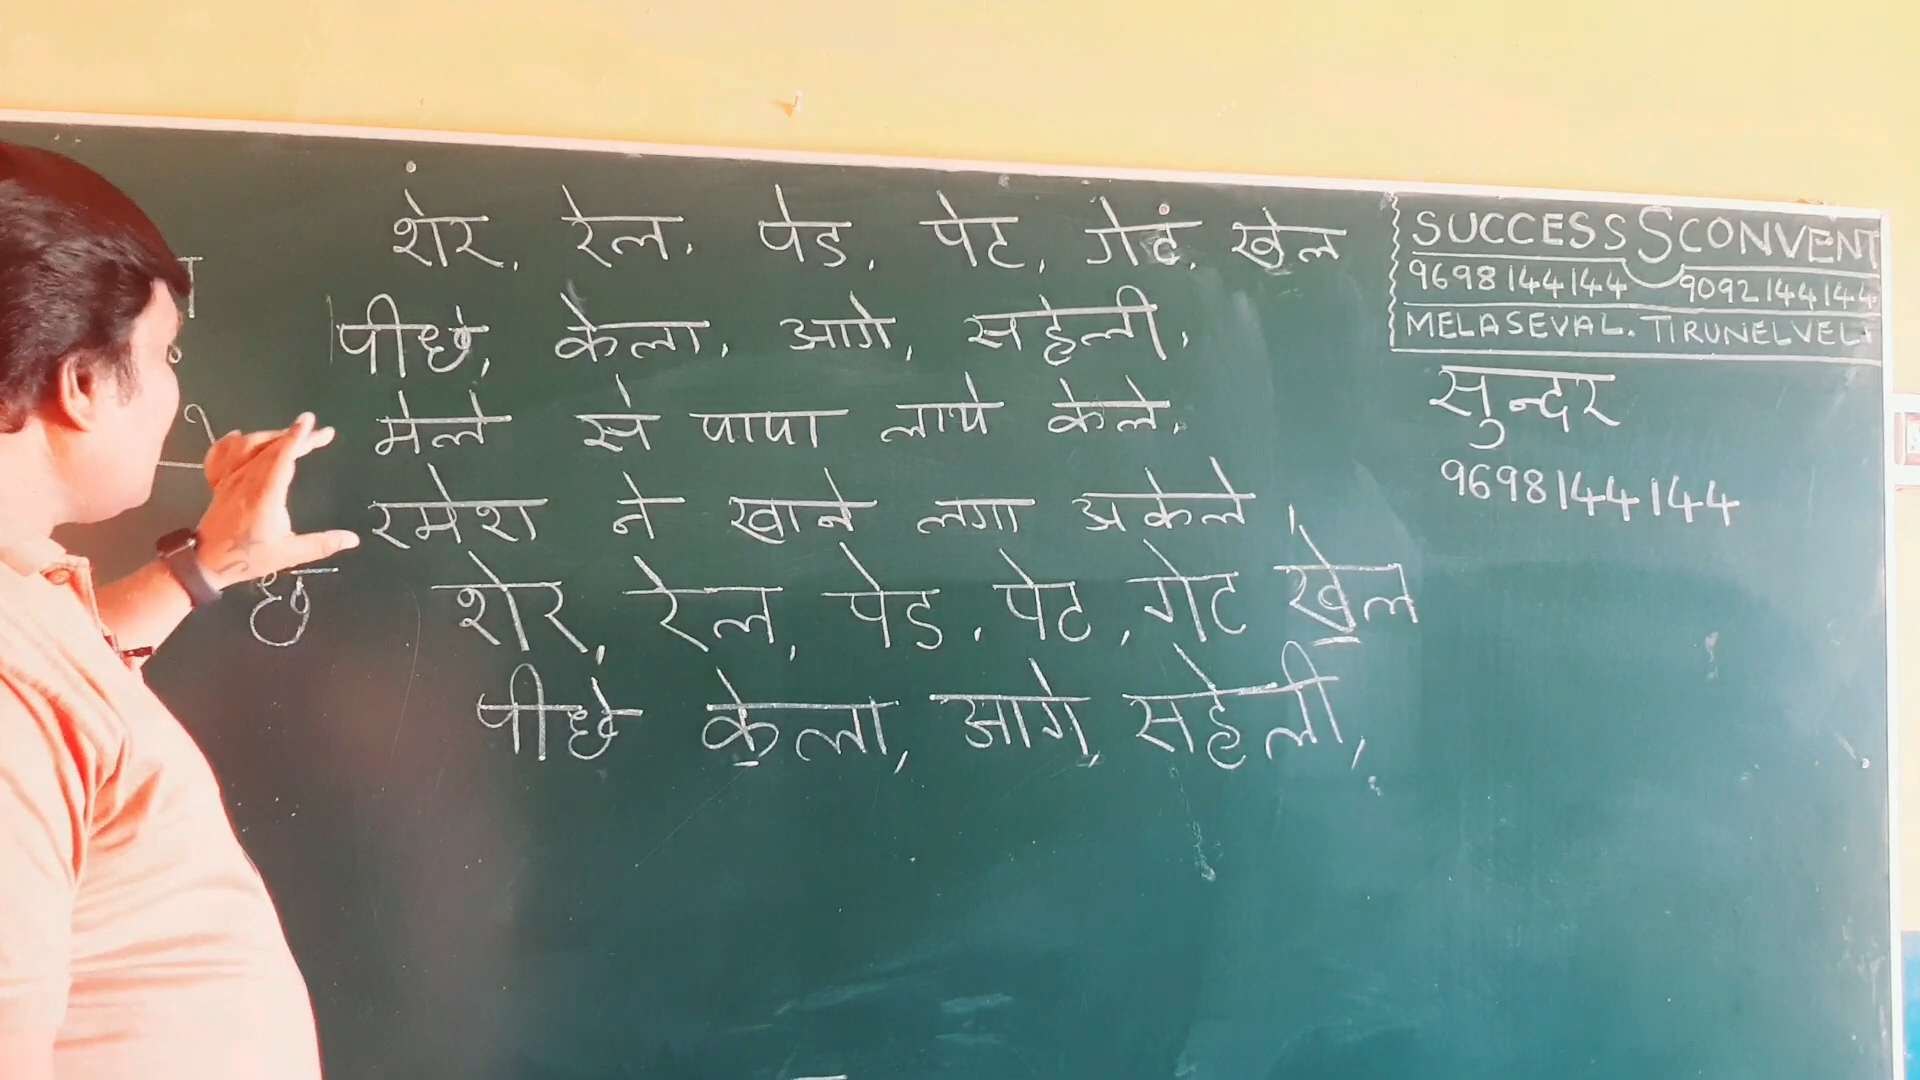 शेर, रेल, पेड, पेट, गेट, खेल
पीछे, केला, आगे, सहेली,
मेले से पापा लाये केले,
रमेश ने खाने लगा अकेले,
छ शेर, रेल, पेड, पेट, गेट खेल
पीछे केला, आगे, सहेली,
SUCCESS S CONVENT
9698144144 9092144144
MELASEVAL. TIRUNELVELI
सुन्दर
9698144144